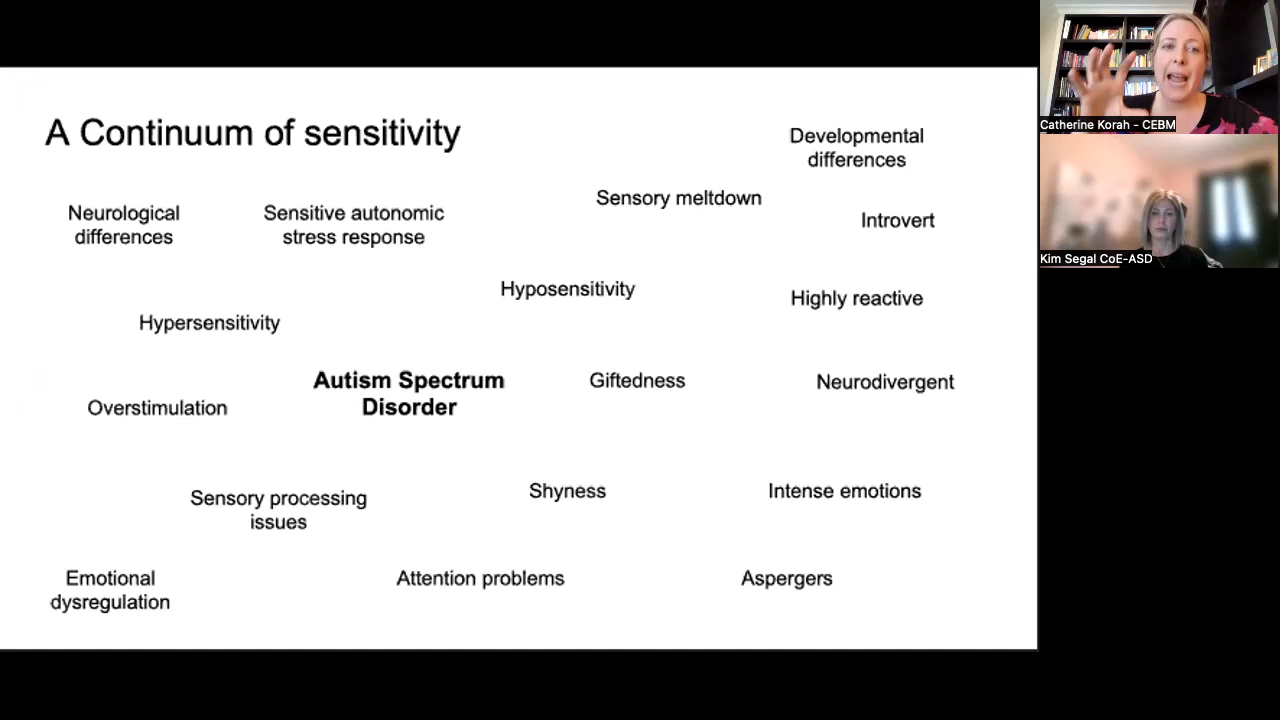 A Continuum of sensitivity
Developmental
differences
Sensory meltdown
Introvert
Neurological
differences
Sensitive autonomic
stress response
Hyposensitivity
Highly reactive
Hypersensitivity
Autism Spectrum
Disorder
Giftedness
Neurodivergent
Overstimulation
Sensory processing
issues
Shyness
Intense emotions
Emotional
dysregulation
Attention problems
Aspergers
Catherine Korah - CEBM
Kim Segal CoE-ASD